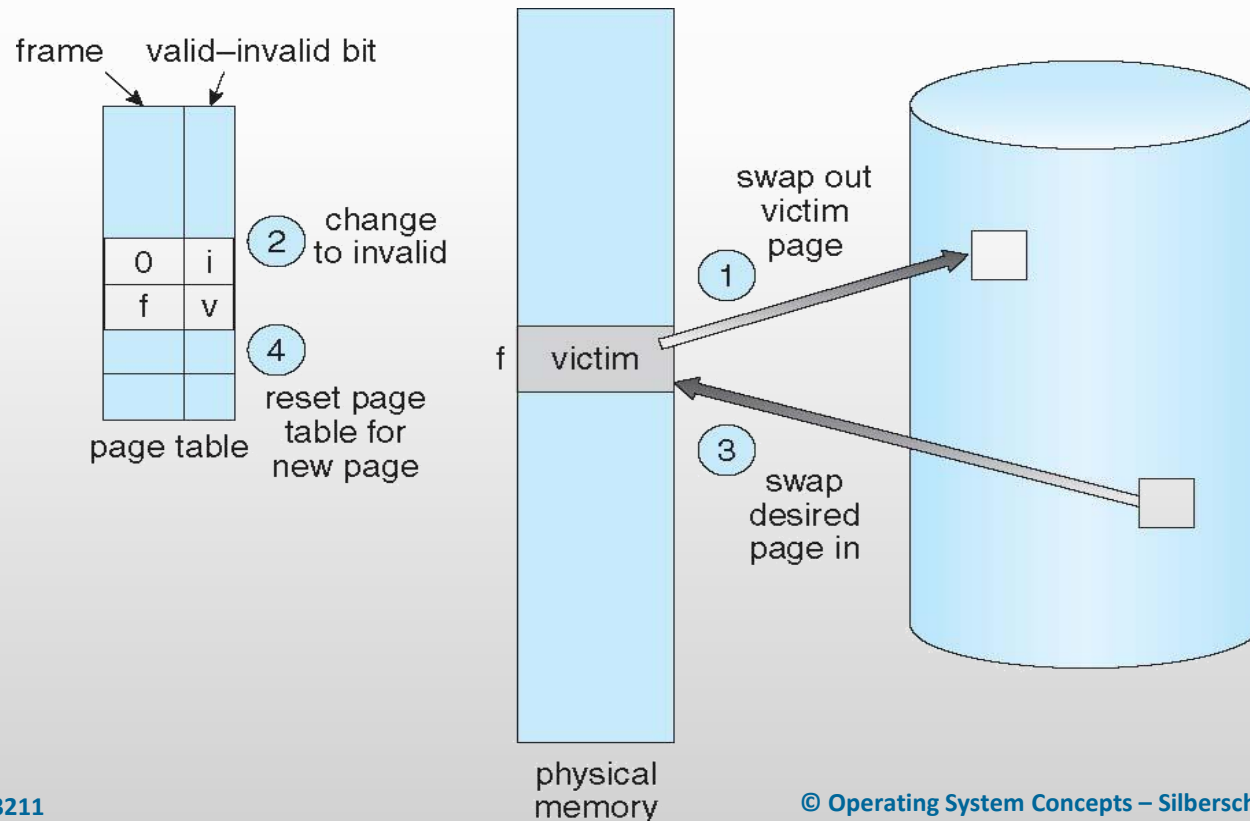 frame
valid–invalid bit
0 i
f v
2
change
to invalid
4
reset page
table for
new page
page table
f
victim
physical
memory
swap out
victim
page
1
3
swap
desired
page in
3211
© Operating System Concepts – Silbersch